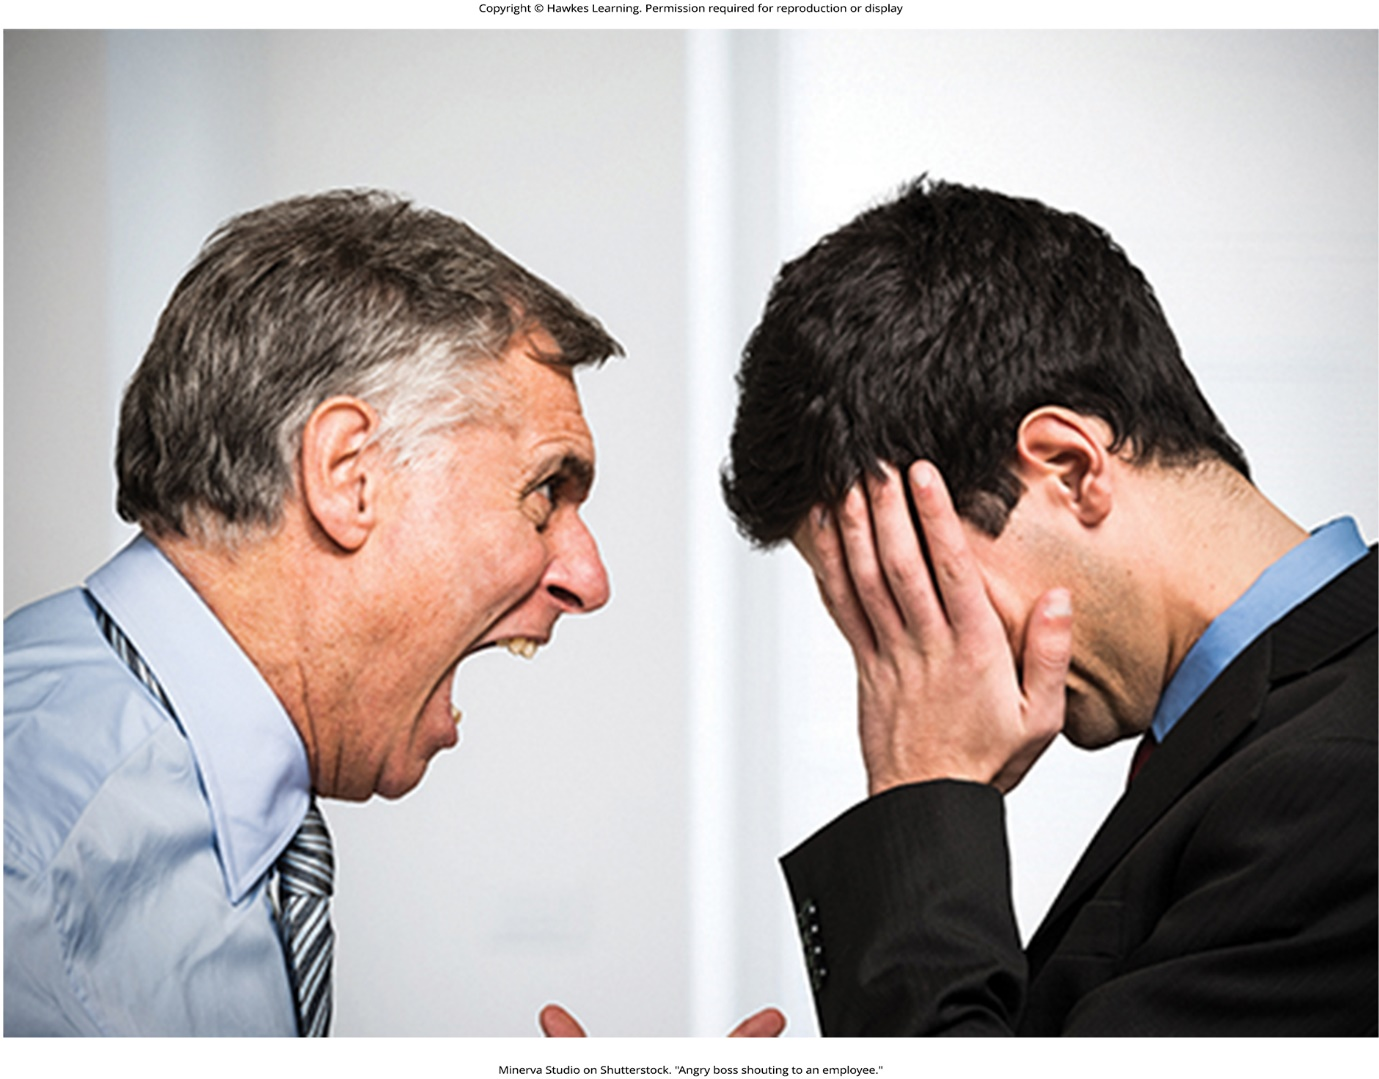 Copyright © Hawkes Learning. Permission required for reproduction or display
Minerva Studio on Shutterstock. "Angry boss shouting to an employee."